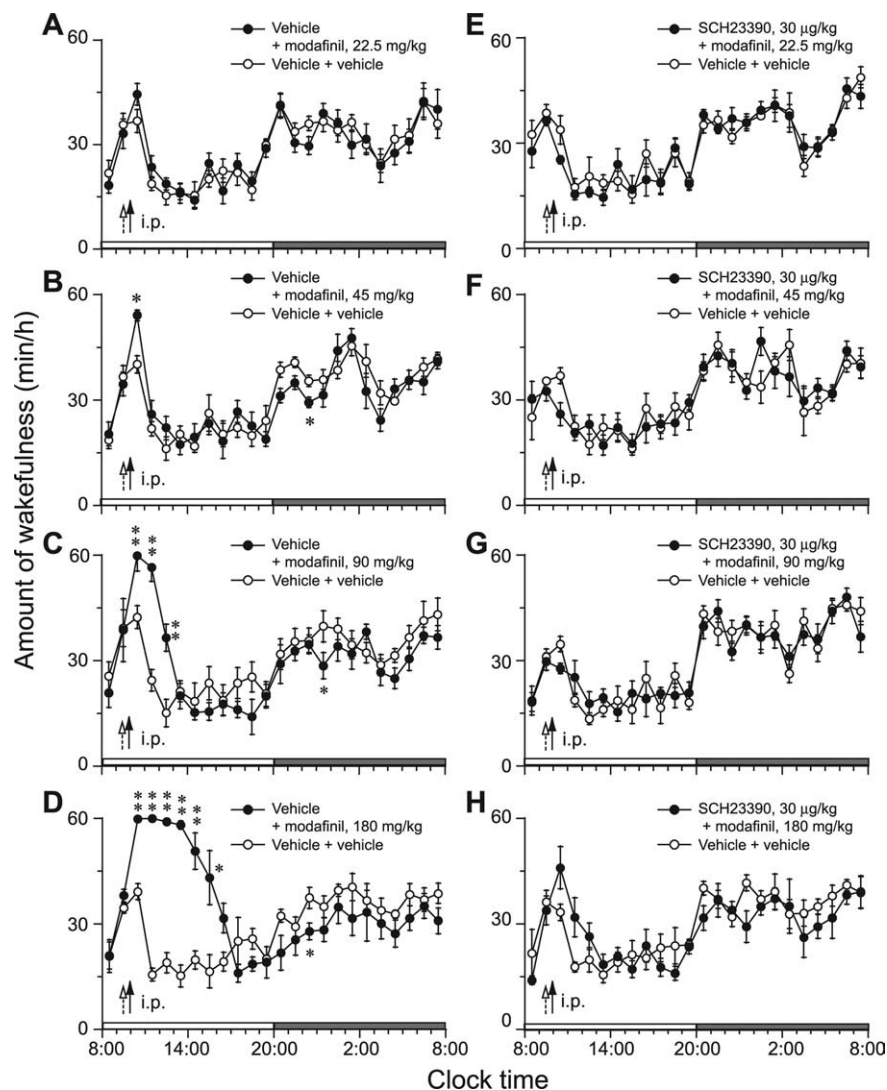 Amount of wakefulness (min/h)
A
Vehicle
+ modafinil, 22.5 mg/kg
Vehicle + vehicle
60
30
0
i.p.
E
SCH23390, 30 µg/kg
+ modafinil, 22.5 mg/kg
Vehicle + vehicle
60
30
0
i.p.
B
Vehicle
+ modafinil, 45 mg/kg
Vehicle + vehicle
60
30
0
*
*
i.p.
F
SCH23390, 30 µg/kg
+ modafinil, 45 mg/kg
Vehicle + vehicle
60
30
0
i.p.
C
Vehicle
+ modafinil, 90 mg/kg
Vehicle + vehicle
60
30
0
** ** **
*
i.p.
G
SCH23390, 30 µg/kg
+ modafinil, 90 mg/kg
Vehicle + vehicle
60
30
0
i.p.
D
Vehicle
+ modafinil, 180 mg/kg
Vehicle + vehicle
60
30
0
** ** ** ** ** *
*
i.p.
8:00 14:00 20:00 2:00 8:00
H
SCH23390, 30 µg/kg
+ modafinil, 180 mg/kg
Vehicle + vehicle
60
30
0
i.p.
8:00 14:00 20:00 2:00 8:00
Clock time